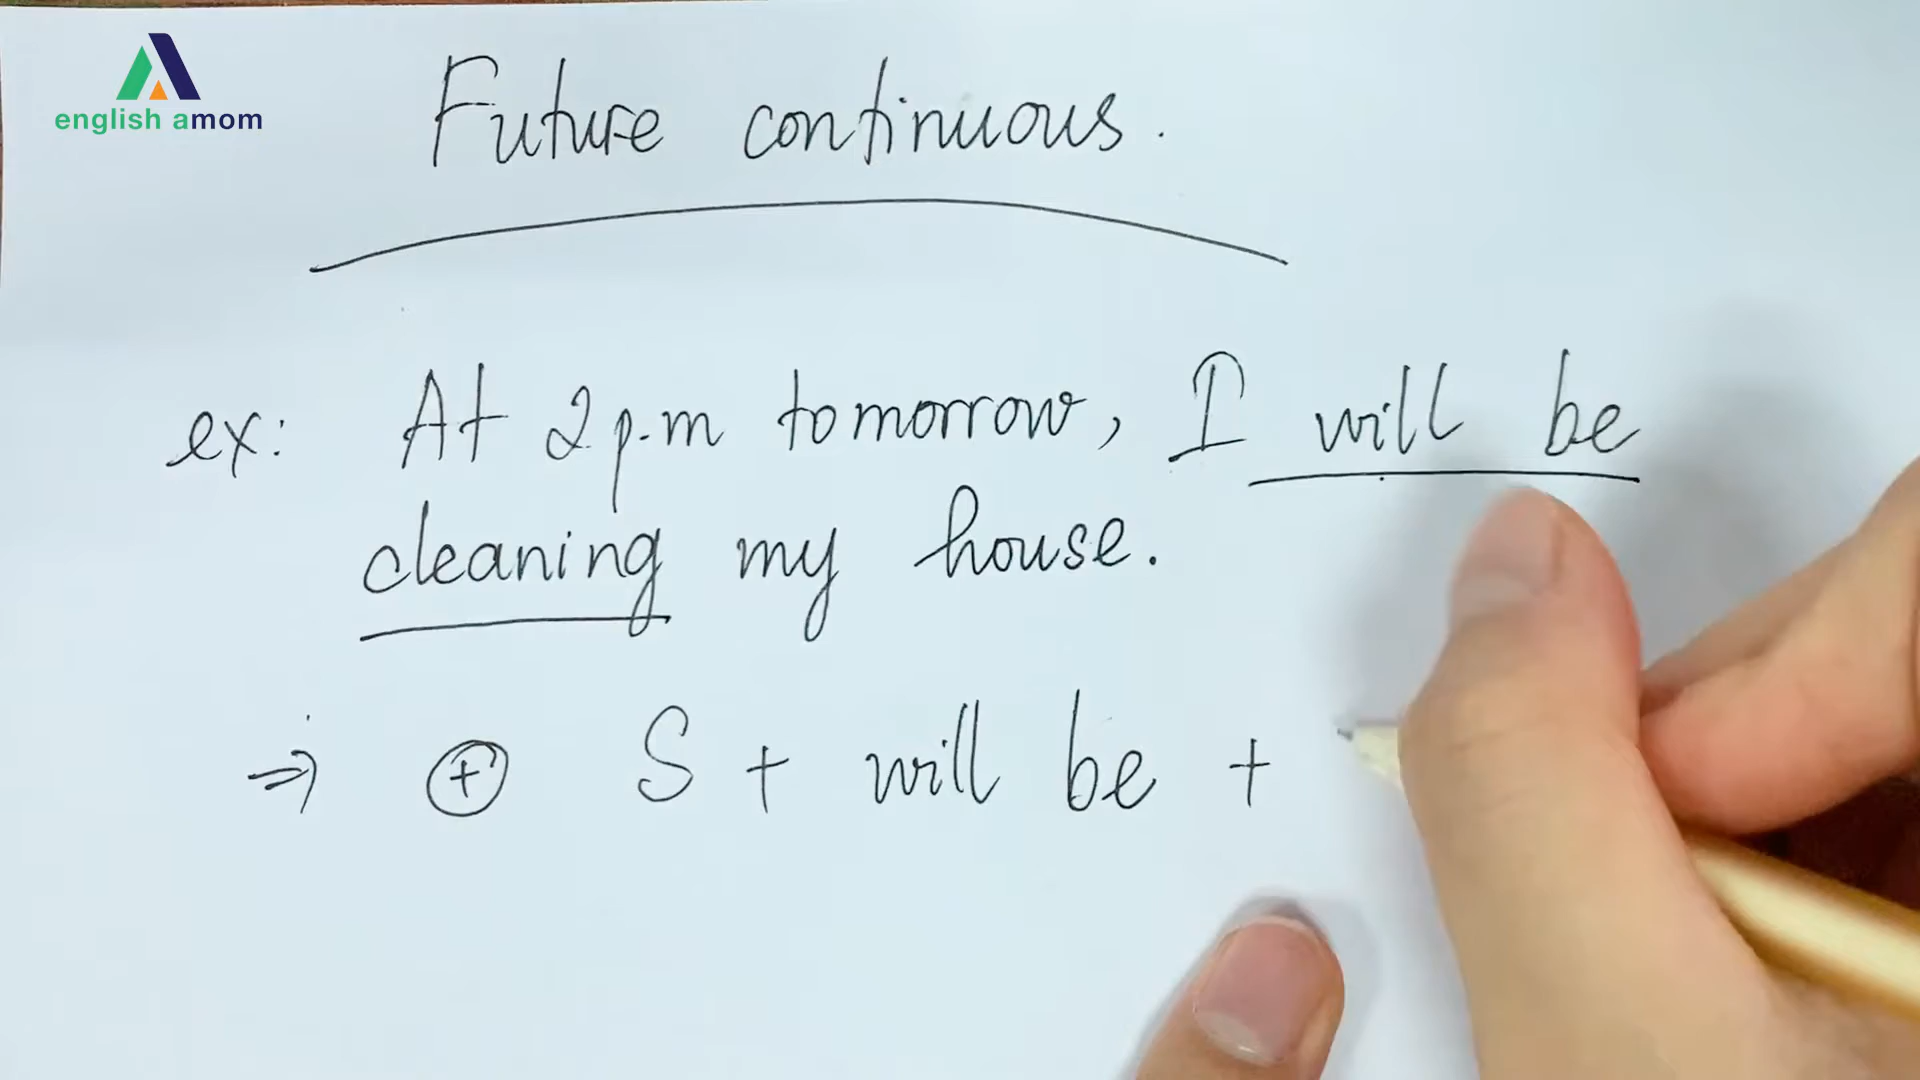 english amom
Future continuous.
ex: At 2 p.m tomorrow, I will be
cleaning my house.
⇒ ⊕ S + will be +